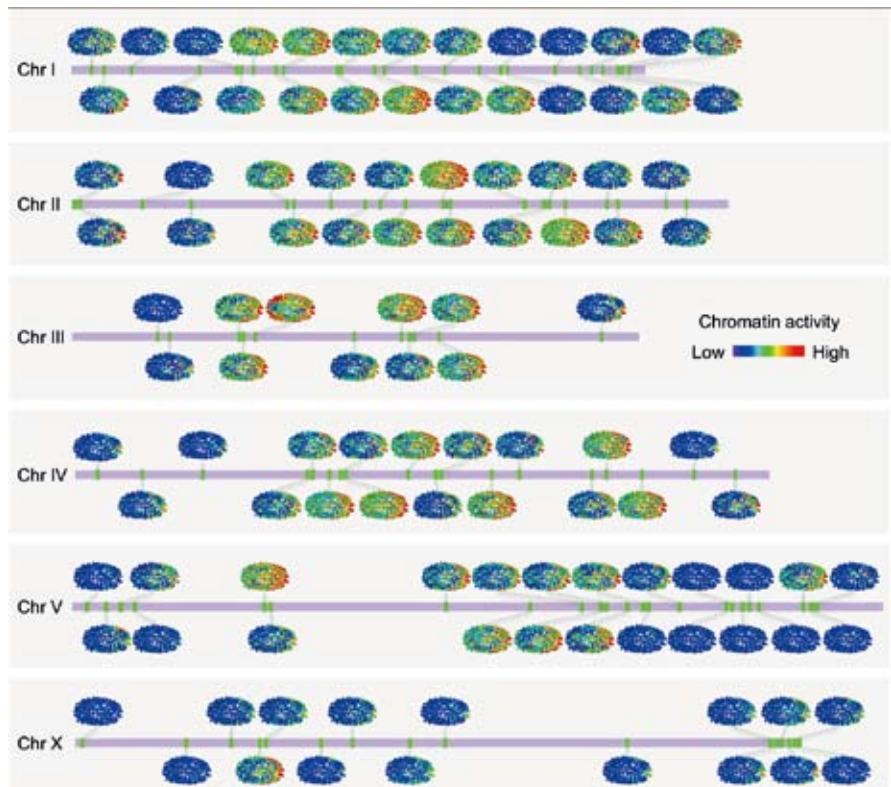 Chr I
Chr II
Chr III
Chromatin activity
Low High
Chr IV
Chr V
Chr X